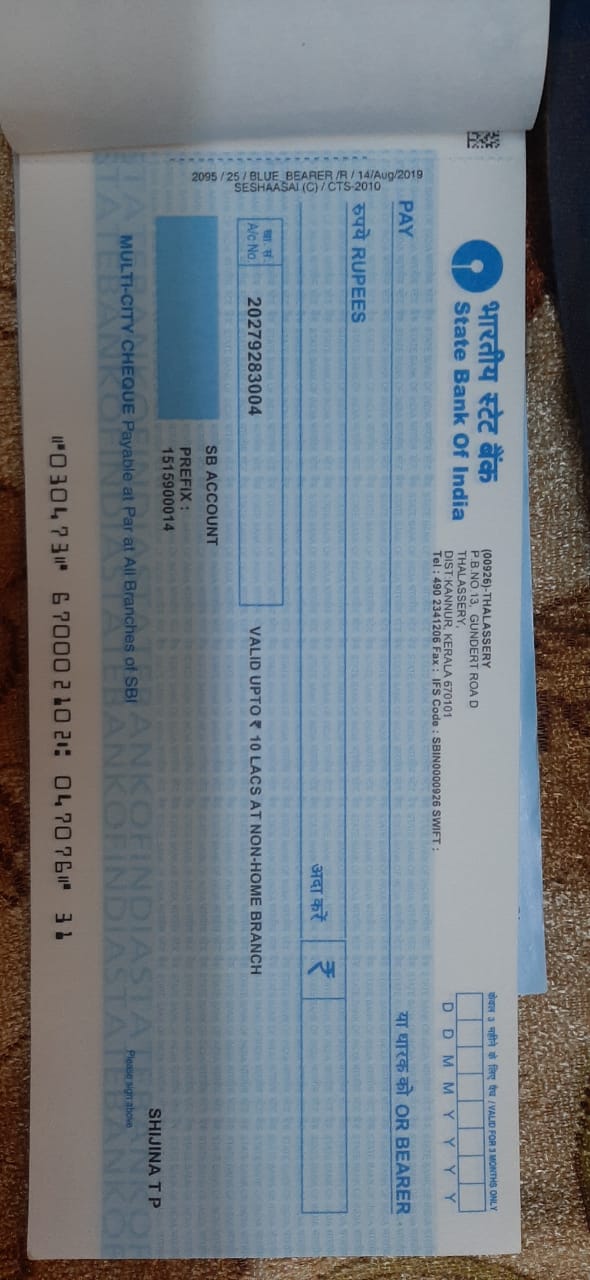 भारतीय स्टेट बैंक
State Bank Of India
(00926)-THALASSERY
P.B.NO.13, GUNDERT ROA D
THALASSERY,
DIST:KANNUR, KERALA 670101
Tel : 490 2341206 Fax : IFS Code : SBIN0000926 SWIFT :
केवल 3 महीने के लिए वैध / VALID FOR 3 MONTHS ONLY
D D M M Y Y Y Y
PAY
या धारक को OR BEARER
रुपये RUPEES
अदा करें ₹
खा. सं.
A/c No. 20279283004
VALID UPTO ₹ 10 LACS AT NON-HOME BRANCH
SB ACCOUNT
PREFIX :
1515900014
SHIJINA T P
Please sign above
MULTI-CITY CHEQUE Payable at Par at All Branches of SBI
STATEBANKOFINDIASTATEBANKOFINDIA
⑈030473⑈ 670002102⑆ 047076⑈ 31
2095 / 25 / BLUE_BEARER /R / 14/Aug/2019
SESHAASAI (C) / CTS-2010